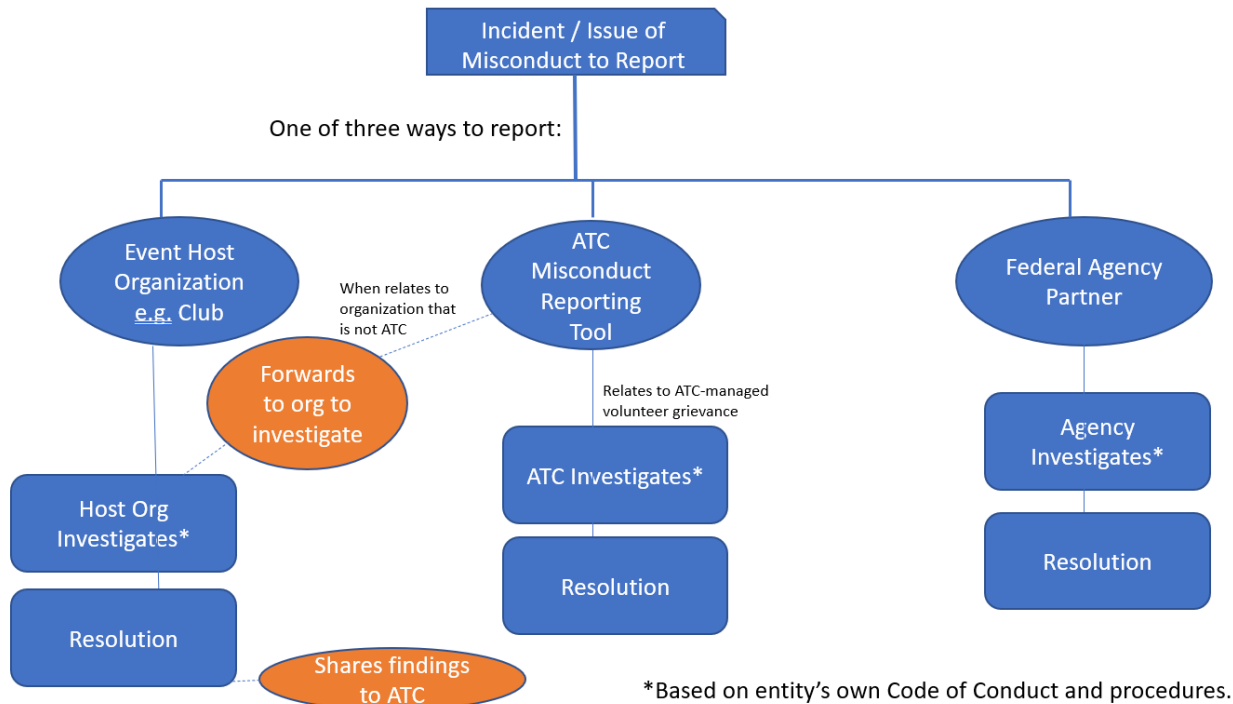 Incident / Issue of
Misconduct to Report
One of three ways to report:
Event Host
Organization
e.g. Club
When relates to
organization that
is not ATC
ATC
Misconduct
Reporting
Tool
Federal Agency
Partner
Forwards
to org to
investigate
Relates to ATC-managed
volunteer grievance
Host Org
Investigates*
ATC Investigates*
Agency
Investigates*
Resolution
Resolution
Resolution
Shares findings
to ATC
*Based on entity's own Code of Conduct and procedures.